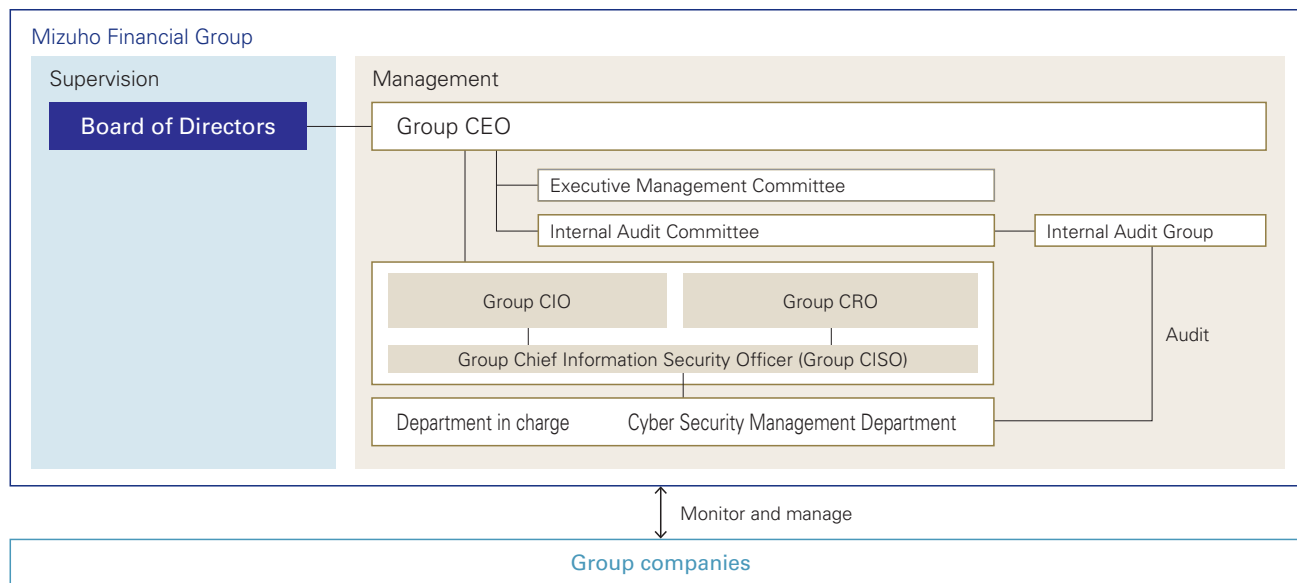 Mizuho Financial Group
Supervision
Board of Directors
Management
Group CEO
Executive Management Committee
Internal Audit Committee
Internal Audit Group
Group CIO
Group CRO
Group Chief Information Security Officer (Group CISO)
Audit
Department in charge
Cyber Security Management Department
Monitor and manage
Group companies